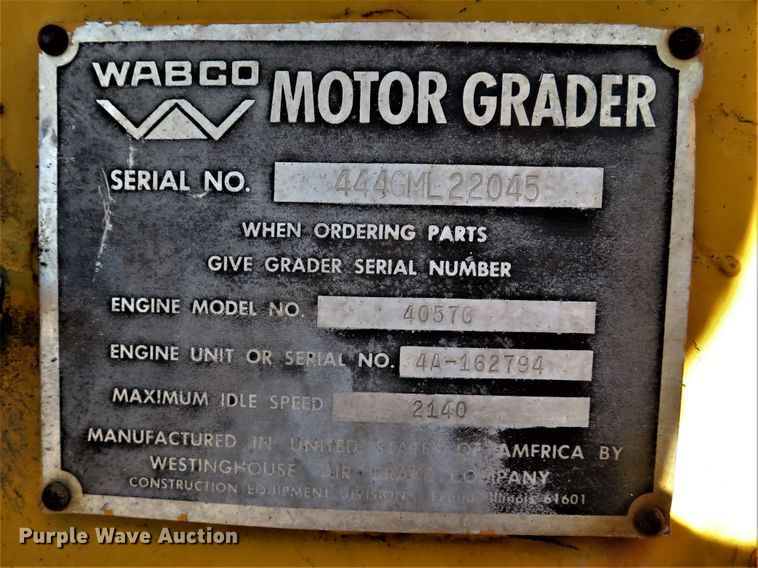 WABCO
MOTOR GRADER
SERIAL NO. 444GML22045
WHEN ORDERING PARTS
GIVE GRADER SERIAL NUMBER
ENGINE MODEL NO. 4057C
ENGINE UNIT OR SERIAL NO. 4A-162794
MAXIMUM IDLE SPEED 2140
MANUFACTURED IN UNITED STATES OF AMERICA BY
WESTINGHOUSE AIR BRAKE COMPANY
CONSTRUCTION EQUIPMENT DIVISION Peoria, Illinois 61601
Purple Wave Auction